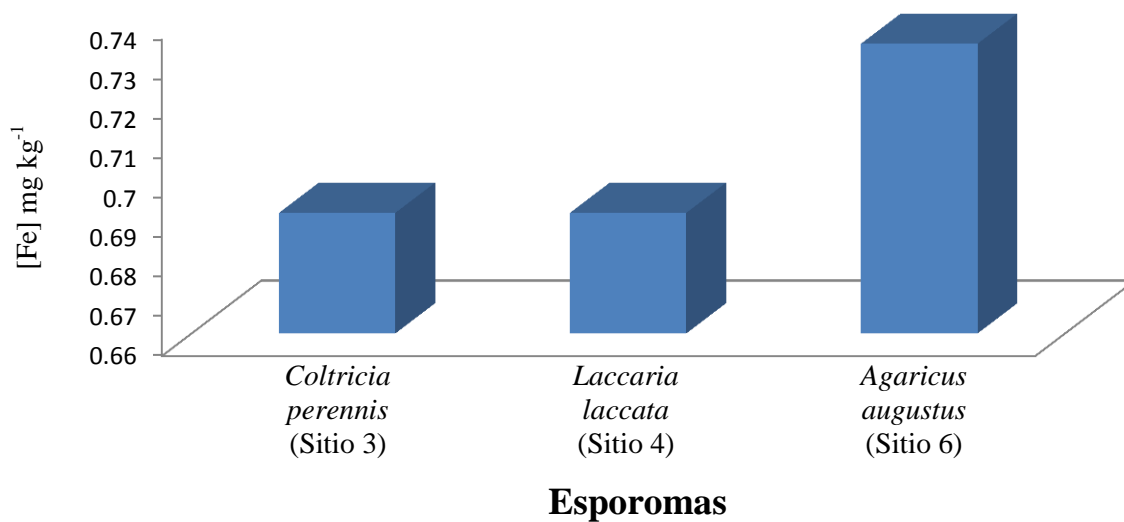 0.74
0.73
0.72
0.71
0.7
0.69
0.68
0.67
0.66
[Fe] mg kg-1
Coltricia
perennis
(Sitio 3)
Laccaria
laccata
(Sitio 4)
Agaricus
augustus
(Sitio 6)
Esporomas